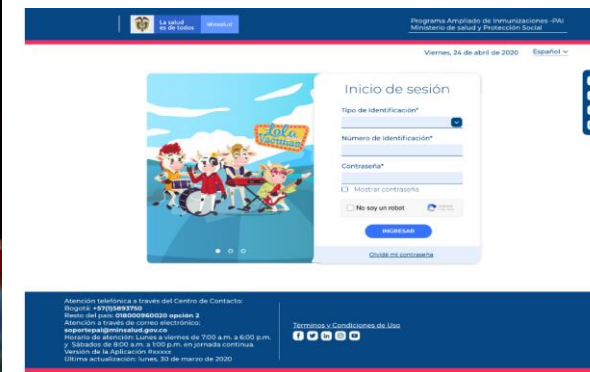 La salud
es de todos
Minsalud
Programa Ampliado de Inmunizaciones -PAI
Ministerio de salud y Protección Social
Viernes, 24 de abril de 2020
Español
Lola
Vacunas
Inicio de sesión
Tipo de Identificación*
Número de Identificación*
Contraseña*
Mostrar contraseña
No soy un robot
INGRESAR
Olvidé mi contraseña
Atención telefónica a través del Centro de Contacto:
Bogotá: +57(1)5893750
Resto del país: 018000960020 opción 2
Atención a través de correo electrónico:
soportepai@minsalud.gov.co
Horario de atención: Lunes a viernes de 7:00 a.m. a 6:00 p.m.
y Sábados de 8:00 a.m. a 1:00 p.m. en jornada continua.
Versión de la Aplicación #xxxxx
Última actualización: lunes, 30 de marzo de 2020
Términos y Condiciones de Uso